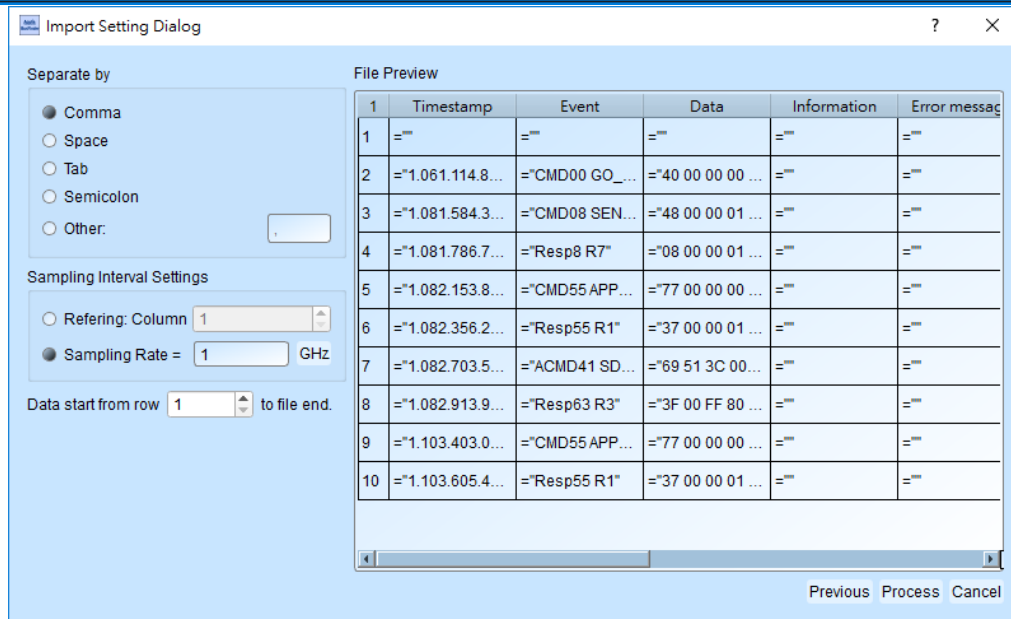 Import Setting Dialog
?
Separate by
Comma
Space
Tab
Semicolon
Other:
,
Sampling Interval Settings
Refering: Column 1
Sampling Rate = 1 GHz
Data start from row 1 to file end.
File Preview
1 Timestamp Event Data Information Error messag
1 ="" ="" ="" ="" =""
2 ="1.061.114.8... ="CMD00 GO_... ="40 00 00 00 ... ="" =""
3 ="1.081.584.3... ="CMD08 SEN... ="48 00 00 01 ... ="" =""
4 ="1.081.786.7... ="Resp8 R7" ="08 00 00 01 ... ="" =""
5 ="1.082.153.8... ="CMD55 APP... ="77 00 00 00 ... ="" =""
6 ="1.082.356.2... ="Resp55 R1" ="37 00 00 01 ... ="" =""
7 ="1.082.703.5... ="ACMD41 SD... ="69 51 3C 00... ="" =""
8 ="1.082.913.9... ="Resp63 R3" ="3F 00 FF 80 ... ="" =""
9 ="1.103.403.0... ="CMD55 APP... ="77 00 00 00 ... ="" =""
10 ="1.103.605.4... ="Resp55 R1" ="37 00 00 01 ... ="" =""
Previous Process Cancel